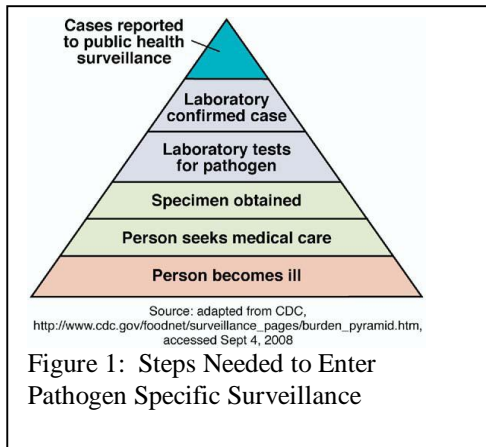 Cases reported
to public health
surveillance
Laboratory
confirmed case
Laboratory tests
for pathogen
Specimen obtained
Person seeks medical care
Person becomes ill
Source: adapted from CDC,
http://www.cdc.gov/foodnet/surveillance_pages/burden_pyramid.htm,
accessed Sept 4, 2008
Figure 1:  Steps Needed to Enter
Pathogen Specific Surveillance